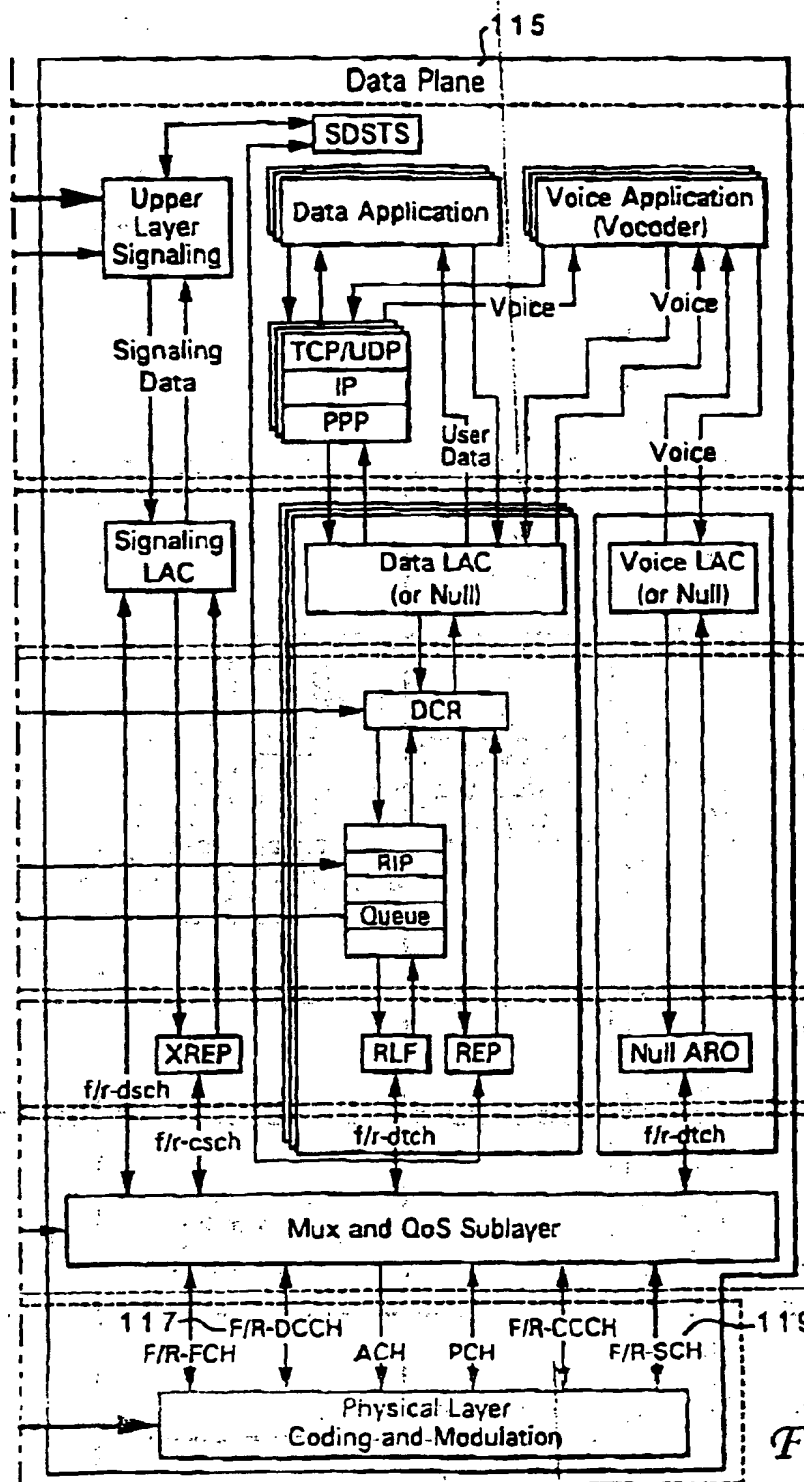 115
Data Plane
SDSTS
Upper
Layer
Signaling
Data Application
Voice Application
(Vocoder)
Voice
Voice
Signaling
Data
TCP/UDP
IP
PPP
User
Data
Voice
Signaling
LAC
Data LAC
(or Null)
Voice LAC
(or Null)
DCR
RIP
Queue
XREP
RLF
REP
Null ARO
f/r-dsch
f/r-csch
f/r-dtch
f/r-dtch
Mux and QoS Sublayer
117
F/R-DCCH
F/R-CCCH
119
F/R-FCH
ACH
PCH
F/R-SCH
Physical Layer
Coding-and-Modulation
F